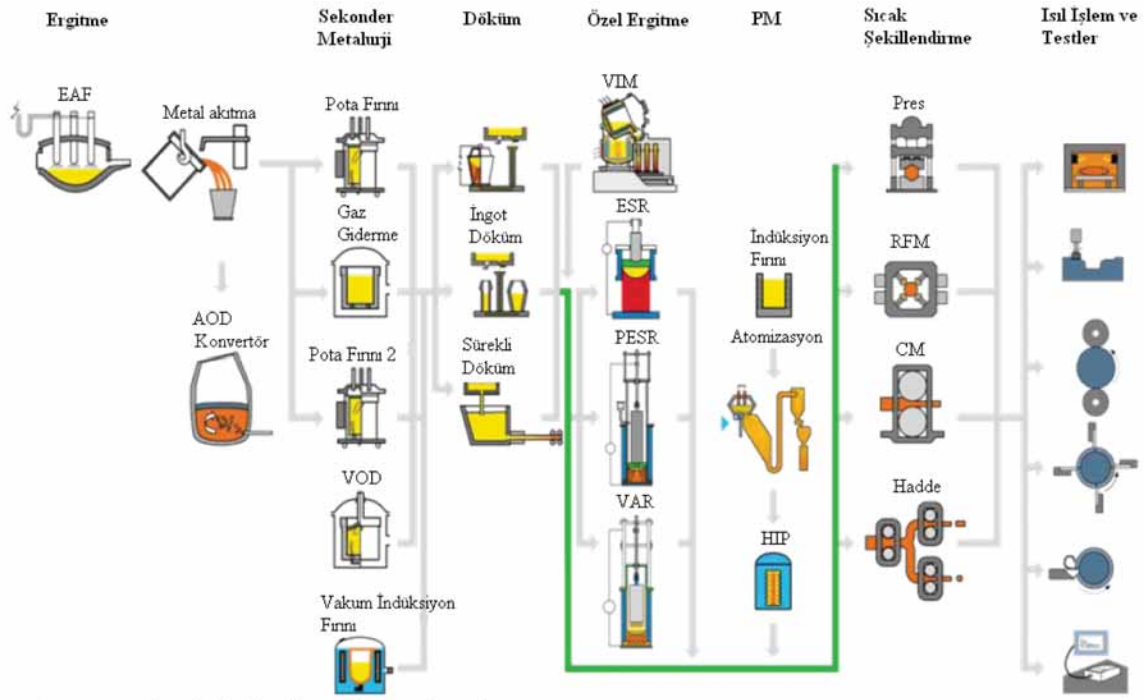 Ergitme
Sekonder
Metalurji
Döküm
Özel Ergitme
PM
Sıcak
Şekillendirme
Isıl İşlem ve
Testler
EAF
Metal akıtma
AOD
Konvertör
Pota Fırını
Gaz
Giderme
Pota Fırını 2
VOD
Vakum İndüksiyon
Fırını
İngot
Döküm
Sürekli
Döküm
VIM
ESR
PESR
VAR
İndüksiyon
Fırını
Atomizasyon
HIP
Pres
RFM
CM
Hadde